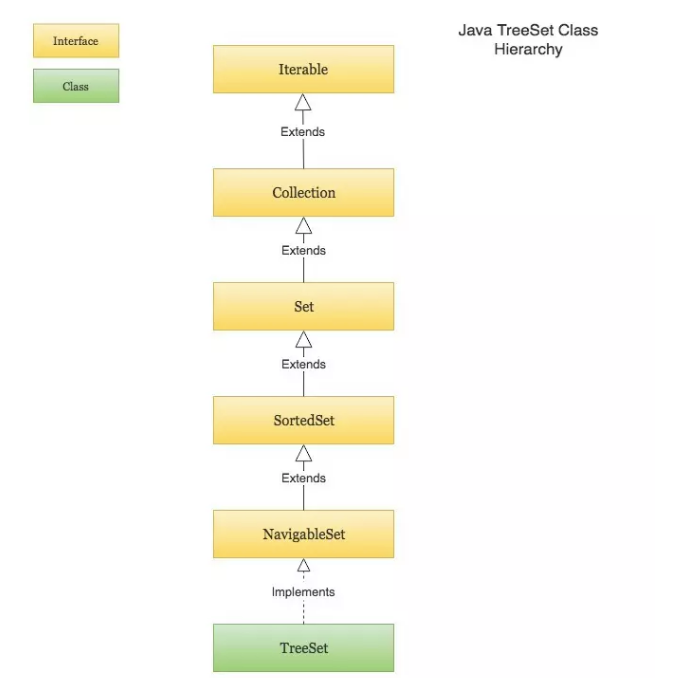 Java TreeSet Class
Hierarchy
Interface
Class
Iterable
Extends
Collection
Extends
Set
Extends
SortedSet
Extends
NavigableSet
Implements
TreeSet